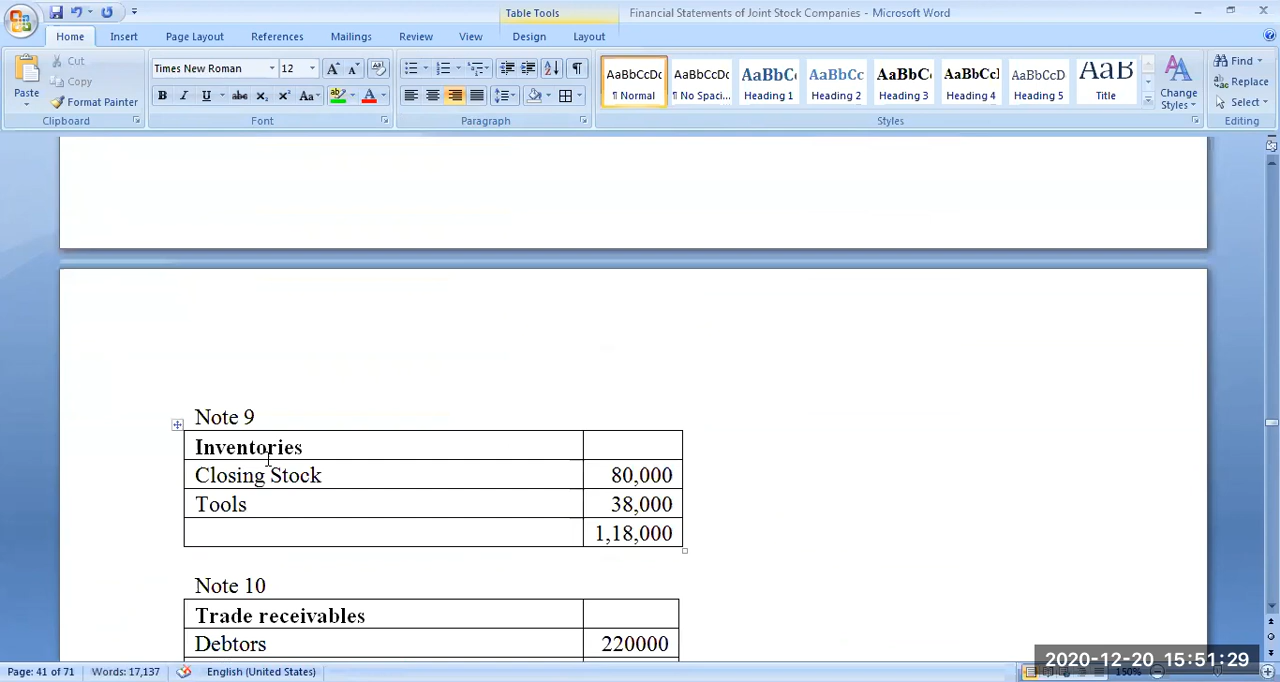 Table Tools
Financial Statements of Joint Stock Companies - Microsoft Word
Home Insert Page Layout References Mailings Review View Design Layout
Paste
Cut
Copy
Format Painter
Clipboard
Times New Roman 12
Font
Paragraph
AaBbCcDc AaBbCcDc AaBbC AaBbCc AaBbCc AaBbCcl AaBbCcD AaB
¶ Normal ¶ No Spaci... Heading 1 Heading 2 Heading 3 Heading 4 Heading 5 Title
Change Styles
Styles
Find
Replace
Select
Editing
Note 9
Inventories
Closing Stock 80,000
Tools 38,000
1,18,000
Note 10
Trade receivables
Debtors 220000
2020-12-20 15:51:29
Page: 41 of 71 Words: 17,137 English (United States) 150%